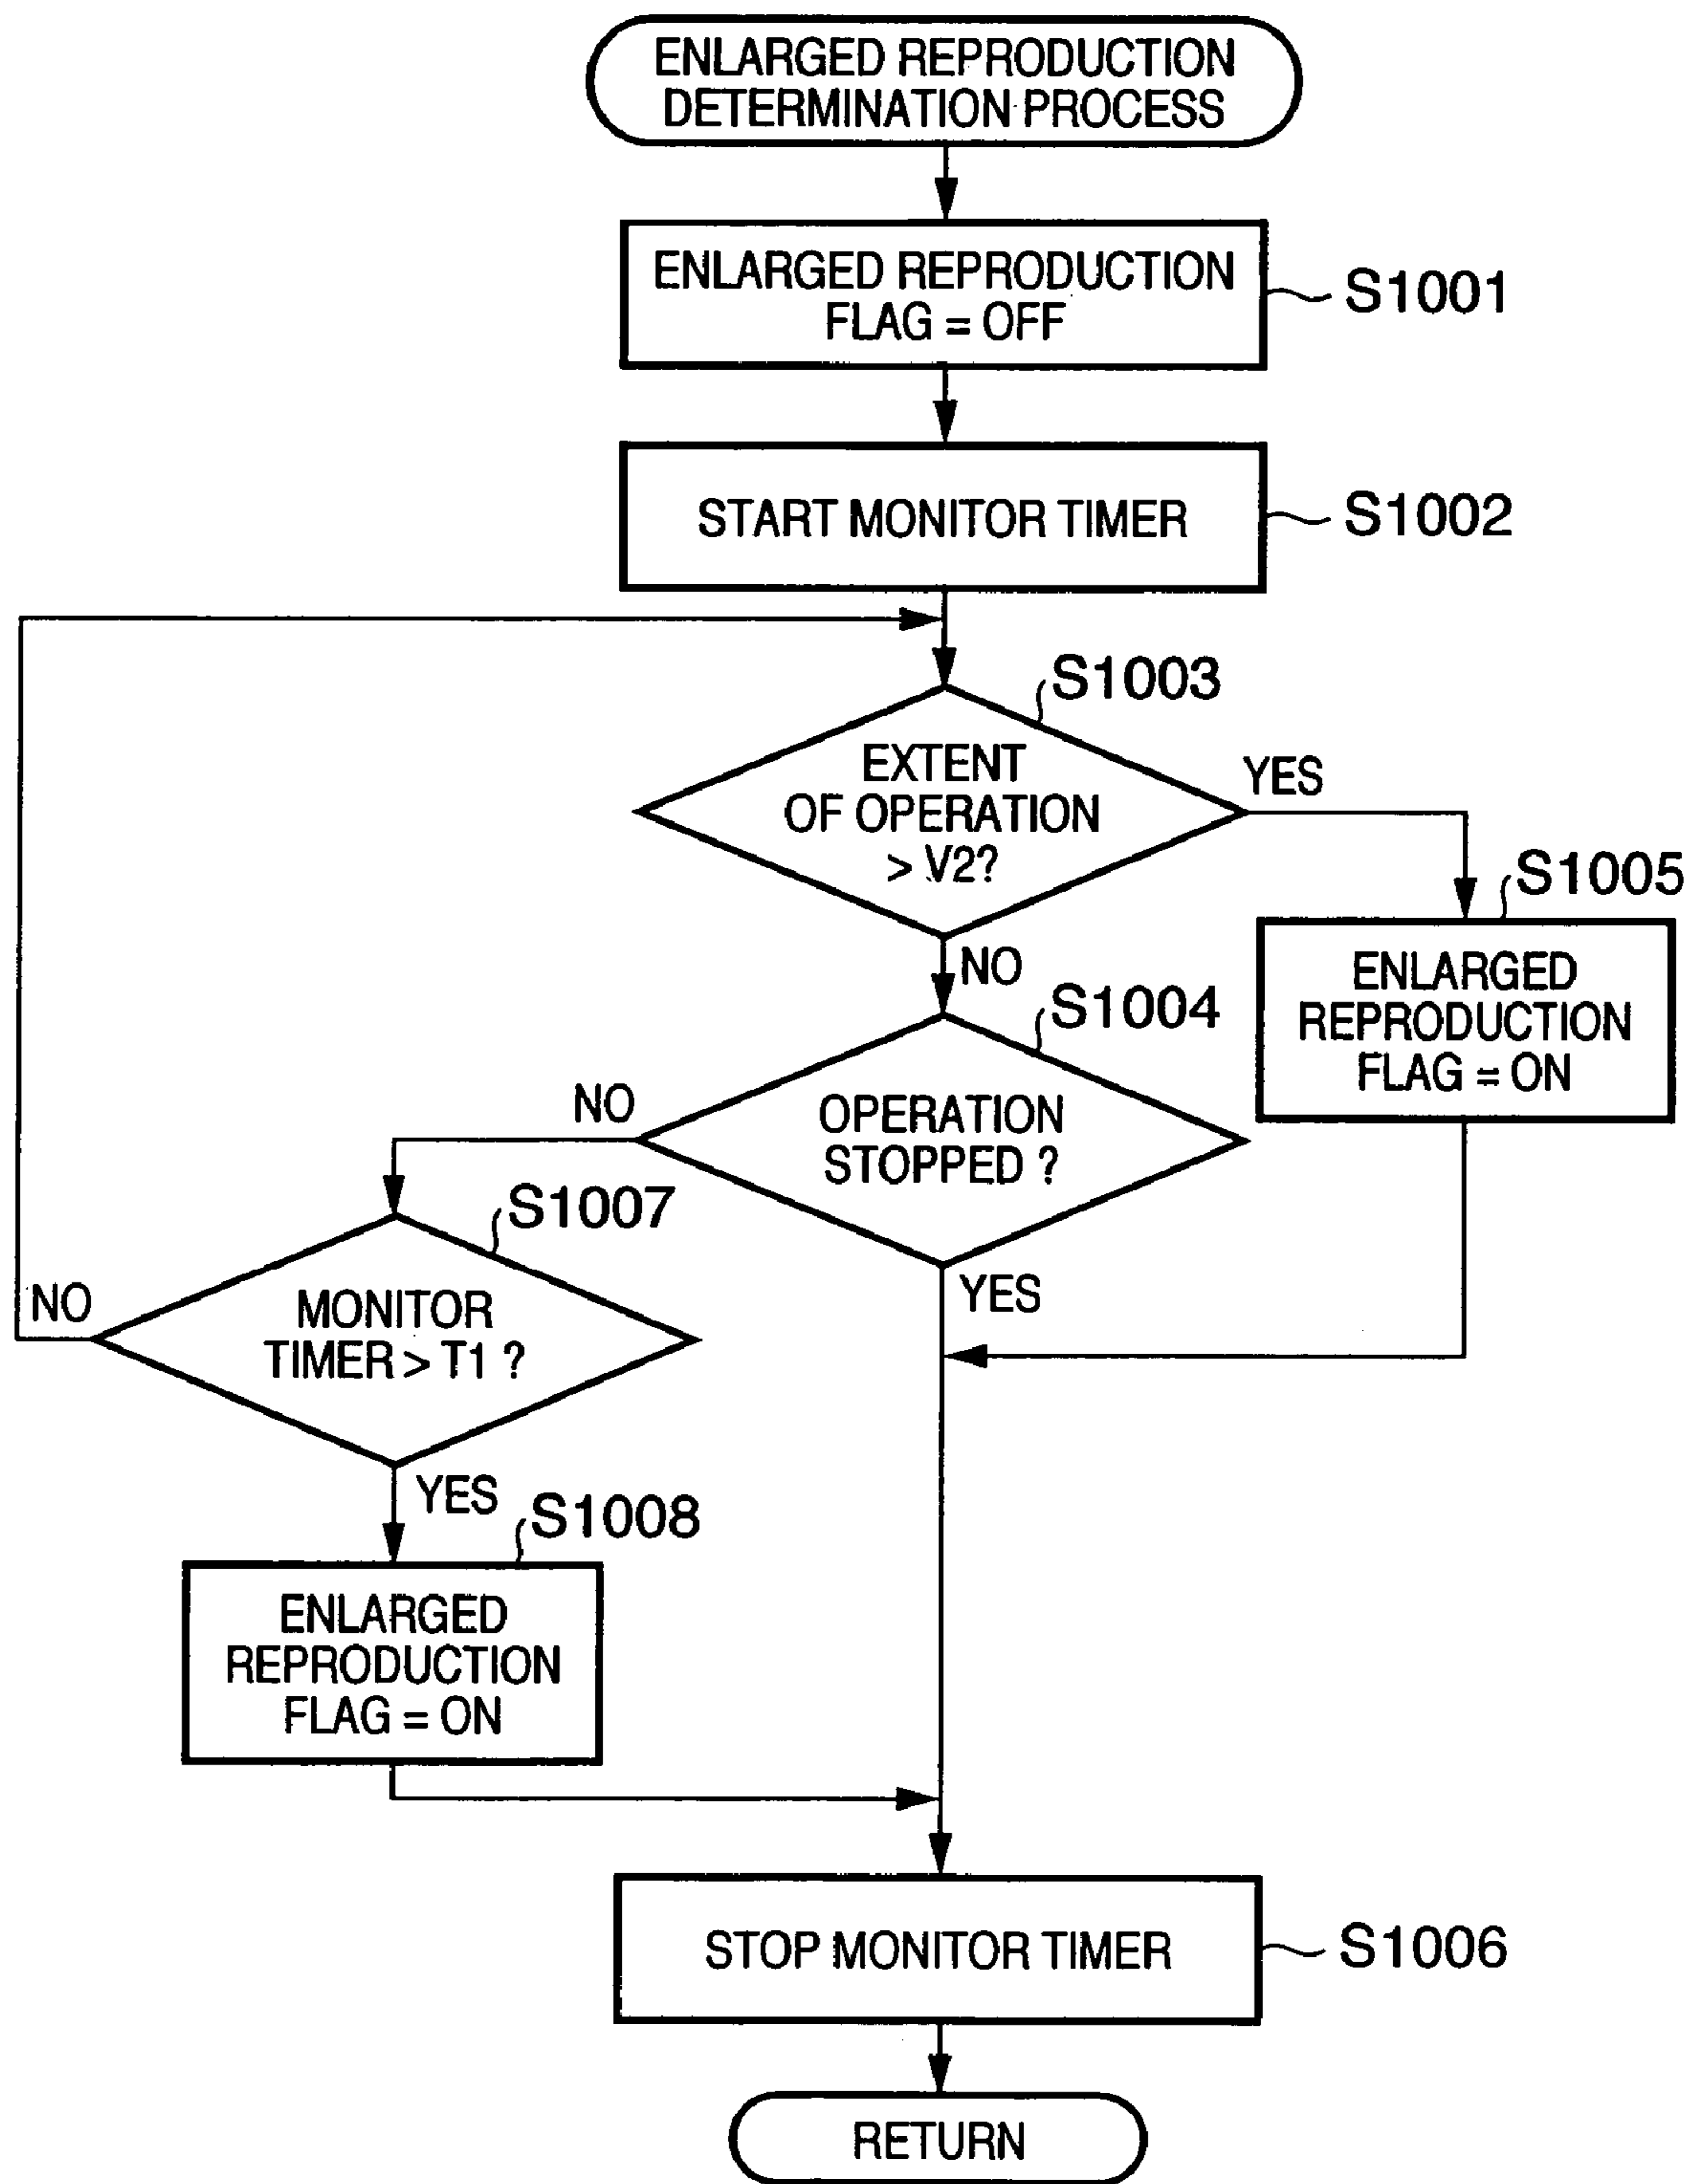 ENLARGED REPRODUCTION
DETERMINATION PROCESS
ENLARGED REPRODUCTION
FLAG = OFF
S1001
START MONITOR TIMER
S1002
S1003
EXTENT
OF OPERATION
> V2?
YES
NO
S1005
ENLARGED
REPRODUCTION
FLAG = ON
S1004
OPERATION
STOPPED ?
NO
YES
S1007
MONITOR
TIMER > T1 ?
NO
YES
S1008
ENLARGED
REPRODUCTION
FLAG = ON
STOP MONITOR TIMER
S1006
RETURN